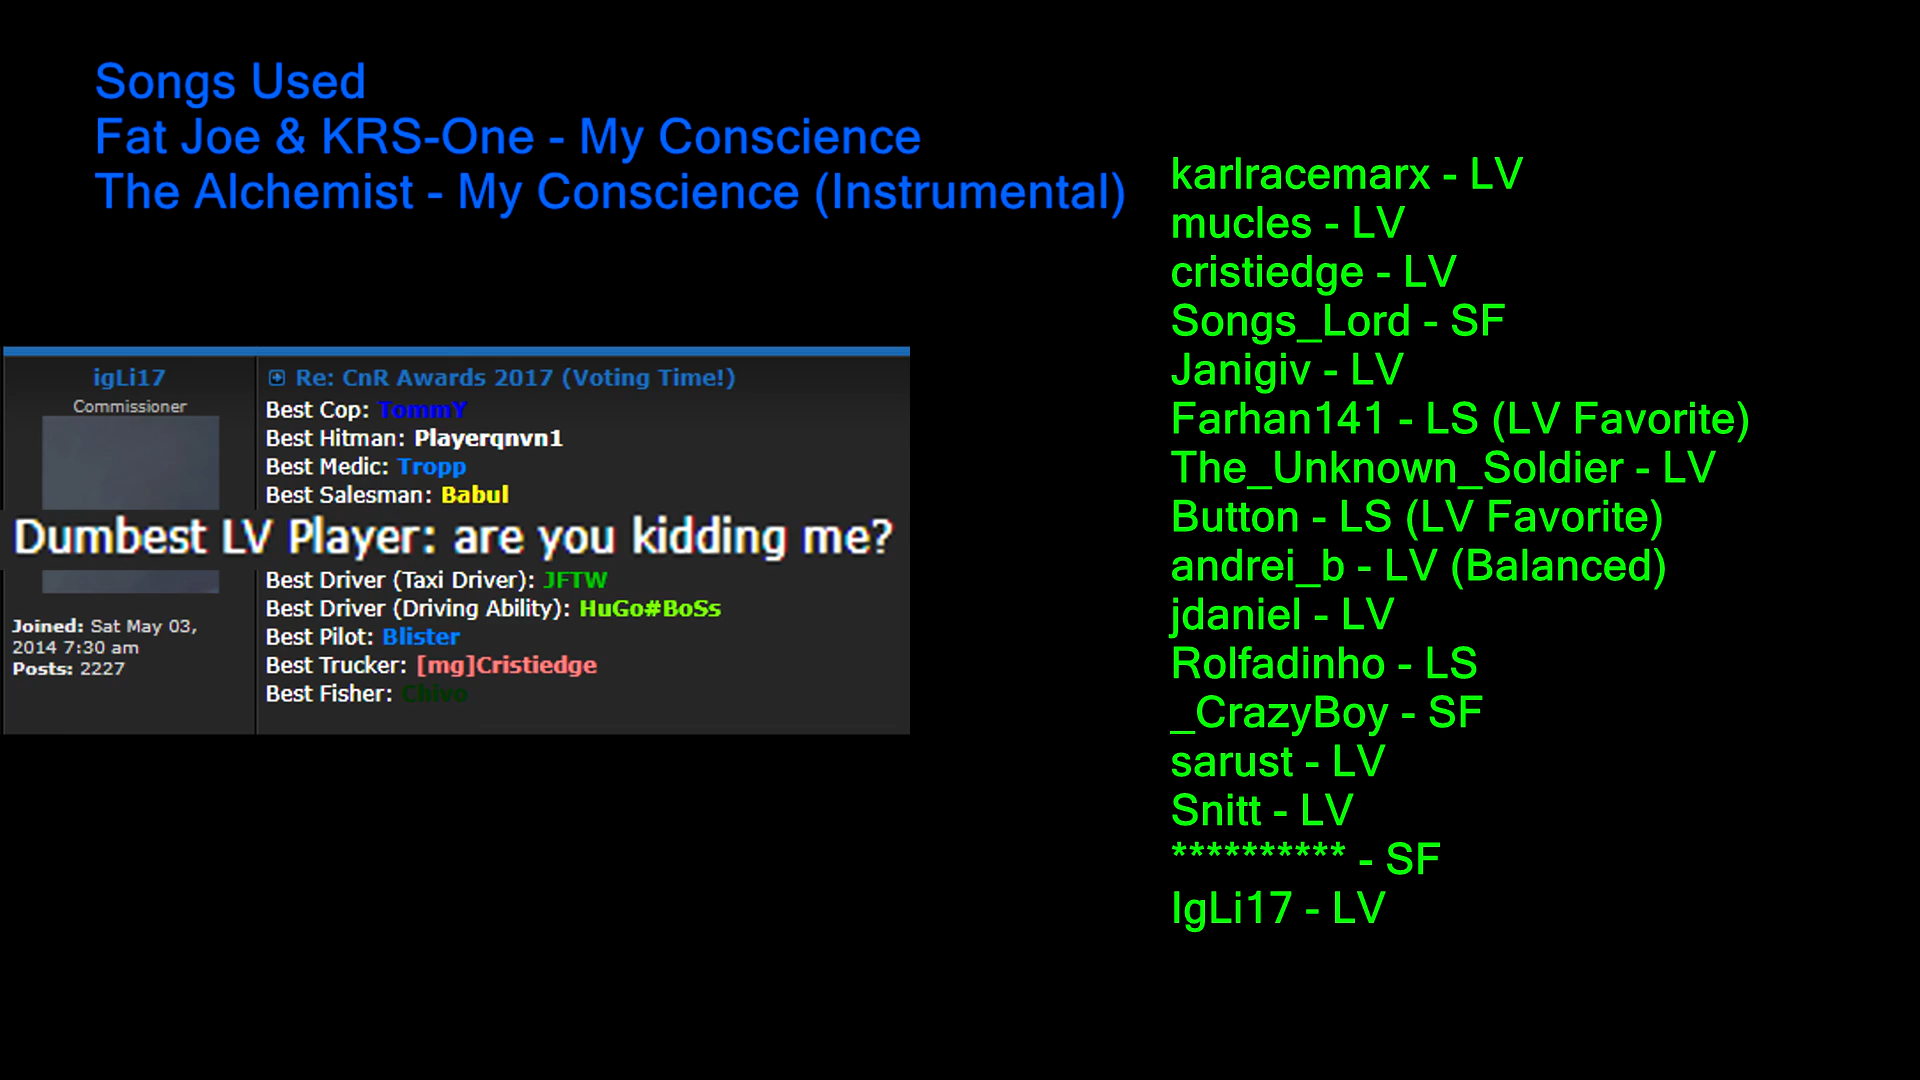 Songs Used
Fat Joe & KRS-One - My Conscience
The Alchemist - My Conscience (Instrumental)
igLi17
Commissioner
Joined: Sat May 03,
2014 7:30 am
Posts: 2227
Re: CnR Awards 2017 (Voting Time!)
Best Cop: TommY
Best Hitman: Playerqnvn1
Best Medic: Tropp
Best Salesman: Babul
Dumbest LV Player: are you kidding me?
Best Driver (Taxi Driver): JFTW
Best Driver (Driving Ability): HuGo#BoSs
Best Pilot: Blister
Best Trucker: [mg]Cristiedge
Best Fisher: Chivo
karlracemarx - LV
mucles - LV
cristiedge - LV
Songs_Lord - SF
Janigiv - LV
Farhan141 - LS (LV Favorite)
The_Unknown_Soldier - LV
Button - LS (LV Favorite)
andrei_b - LV (Balanced)
jdaniel - LV
Rolfadinho - LS
_CrazyBoy - SF
sarust - LV
Snitt - LV
********** - SF
IgLi17 - LV